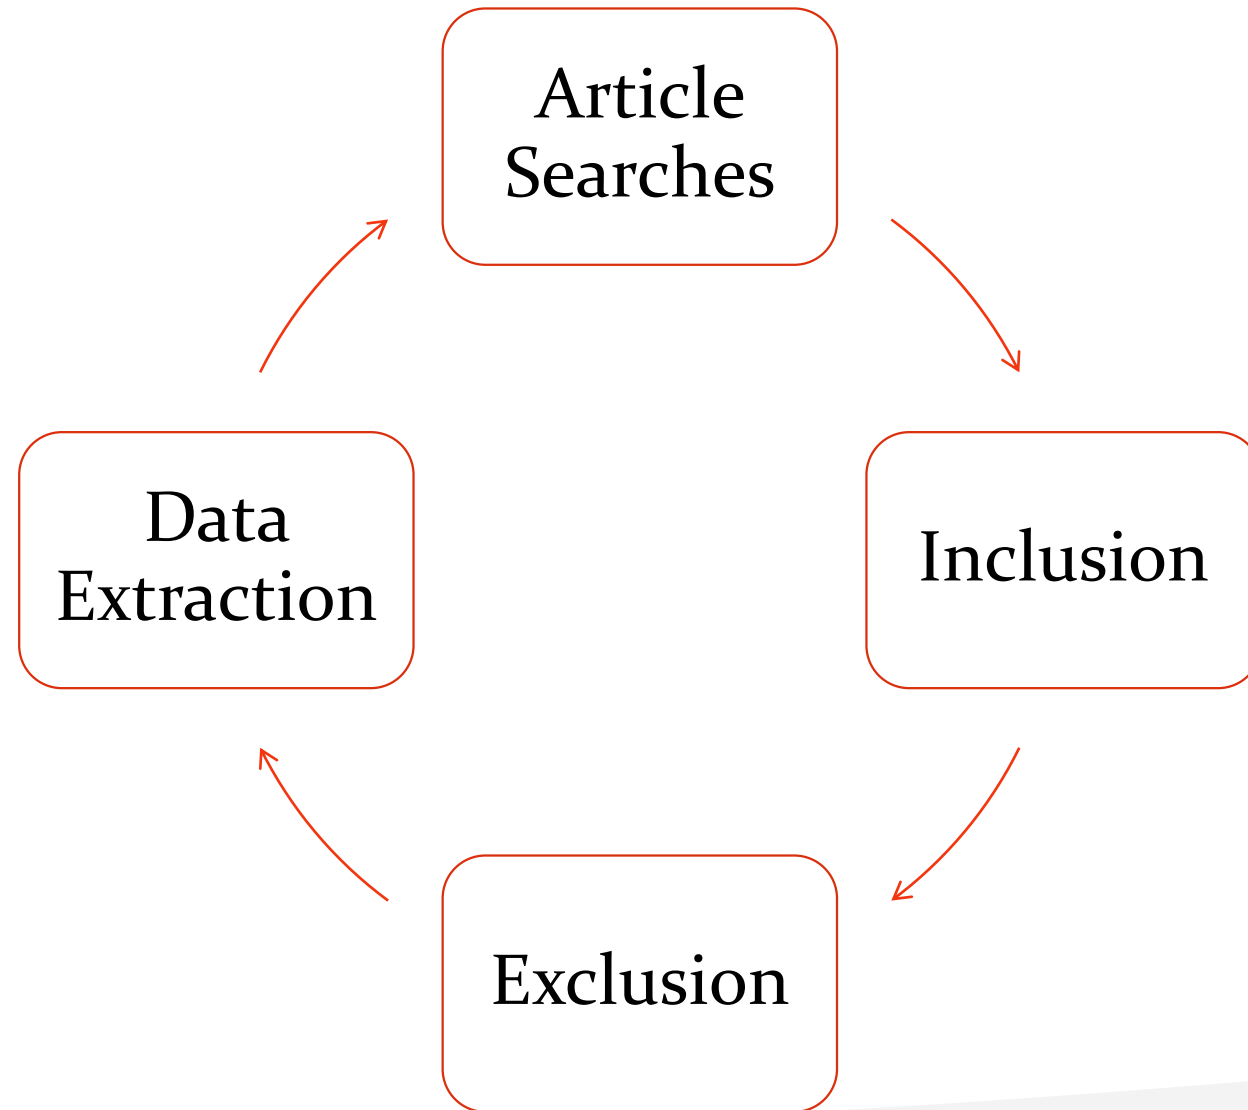 Article
Searches
Inclusion
Exclusion
Data
Extraction